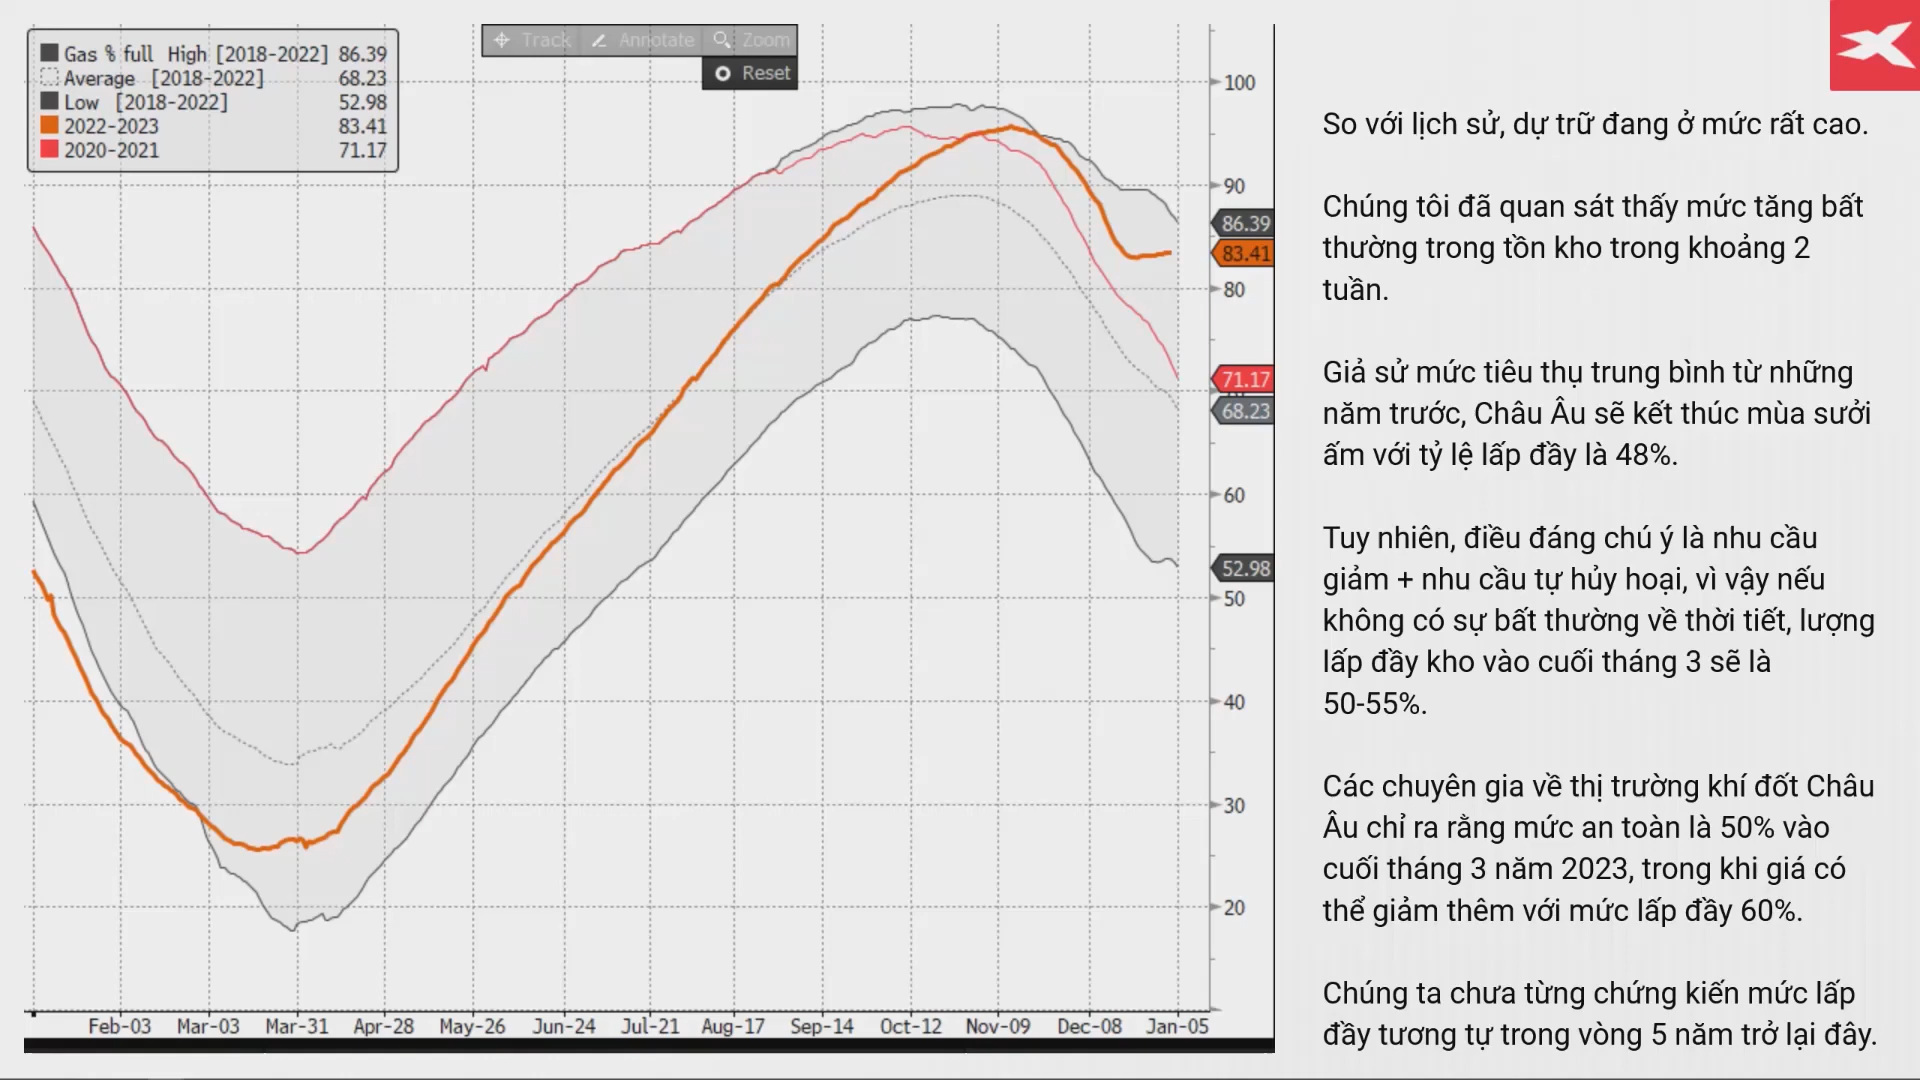 Gas % full High [2018-2022] 86.39
Average [2018-2022] 68.23
Low [2018-2022] 52.98
2022-2023 83.41
2020-2021 71.17
Track Annotate Zoom
Reset
100
90
86.39
83.41
80
71.17
68.23
60
52.98
50
40
30
20
Feb-03 Mar-03 Mar-31 Apr-28 May-26 Jun-24 Jul-21 Aug-17 Sep-14 Oct-12 Nov-09 Dec-08 Jan-05
So với lịch sử, dự trữ đang ở mức rất cao.
Chúng tôi đã quan sát thấy mức tăng bất
thường trong tồn kho trong khoảng 2
tuần.
Giả sử mức tiêu thụ trung bình từ những
năm trước, Châu Âu sẽ kết thúc mùa sưởi
ấm với tỷ lệ lấp đầy là 48%.
Tuy nhiên, điều đáng chú ý là nhu cầu
giảm + nhu cầu tự hủy hoại, vì vậy nếu
không có sự bất thường về thời tiết, lượng
lấp đầy kho vào cuối tháng 3 sẽ là
50-55%.
Các chuyên gia về thị trường khí đốt Châu
Âu chỉ ra rằng mức an toàn là 50% vào
cuối tháng 3 năm 2023, trong khi giá có
thể giảm thêm với mức lấp đầy 60%.
Chúng ta chưa từng chứng kiến mức lấp
đầy tương tự trong vòng 5 năm trở lại đây.